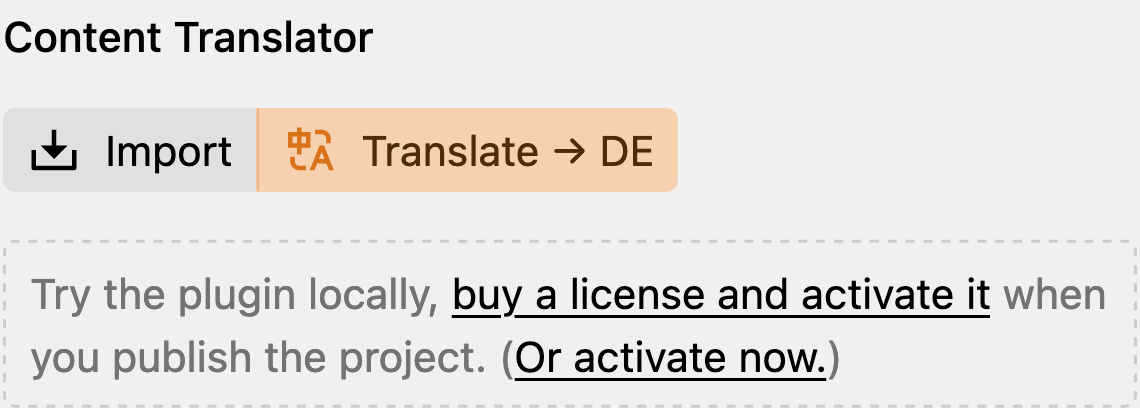 Content Translator
Import
Translate → DE
Try the plugin locally, buy a license and activate it when
you publish the project. (Or activate now.)